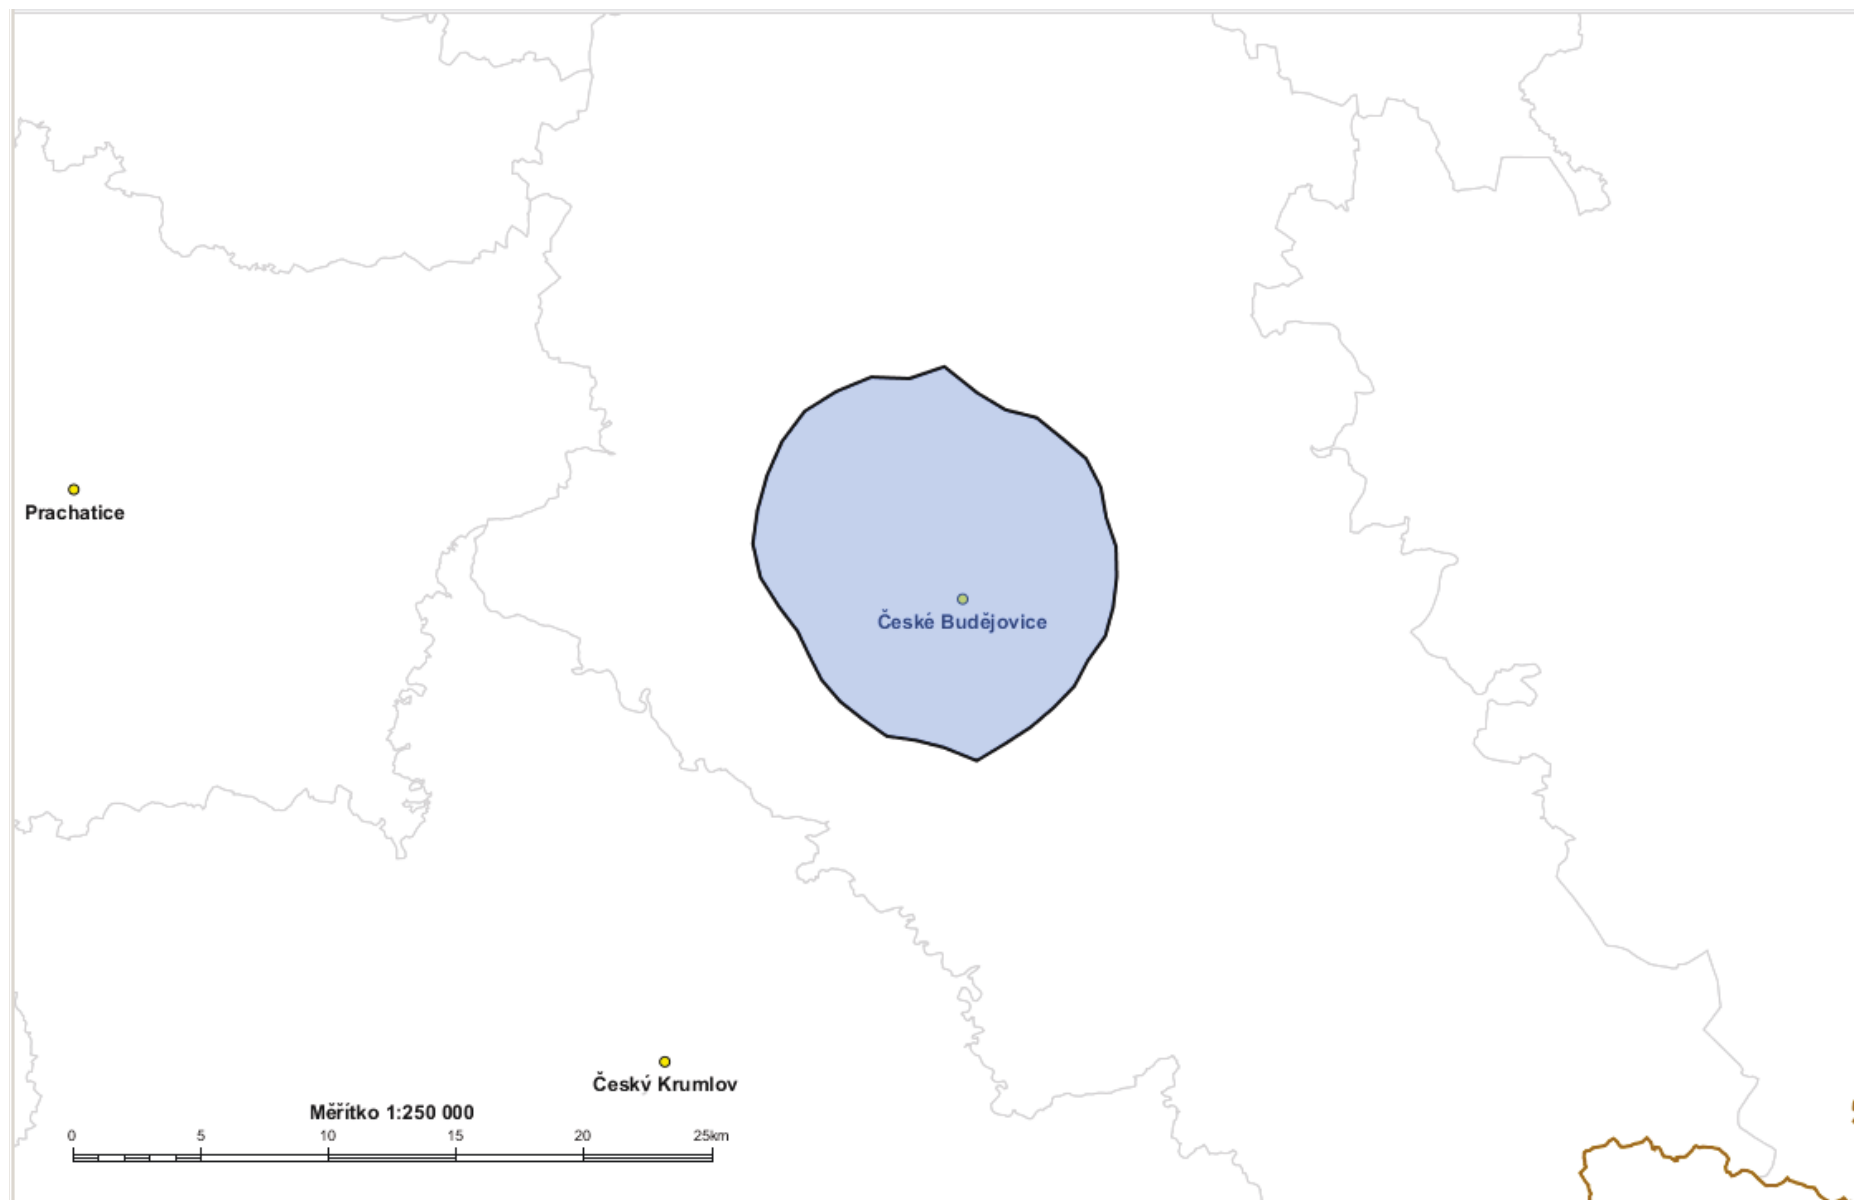 Prachatice
České Budějovice
Český Krumlov
Měřítko 1:250 000
0 5 10 15 20 25km